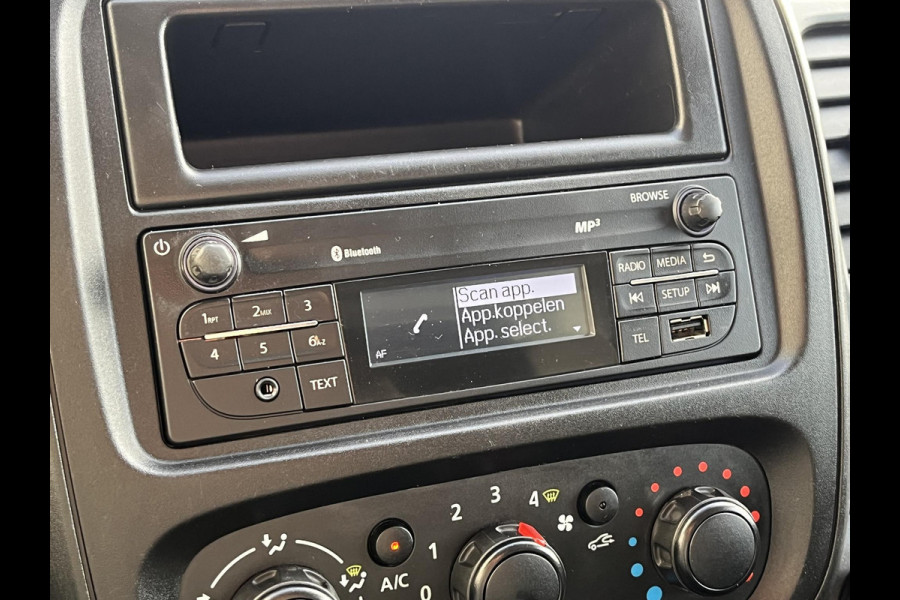 BROWSE
MP3
Bluetooth
RADIO MEDIA
SETUP
TEL
Scan app.
App.koppelen
App. select.
AF
1RPT 2MIX 3
4 5 6A-Z
TEXT
0 1 2 3 4
A/C